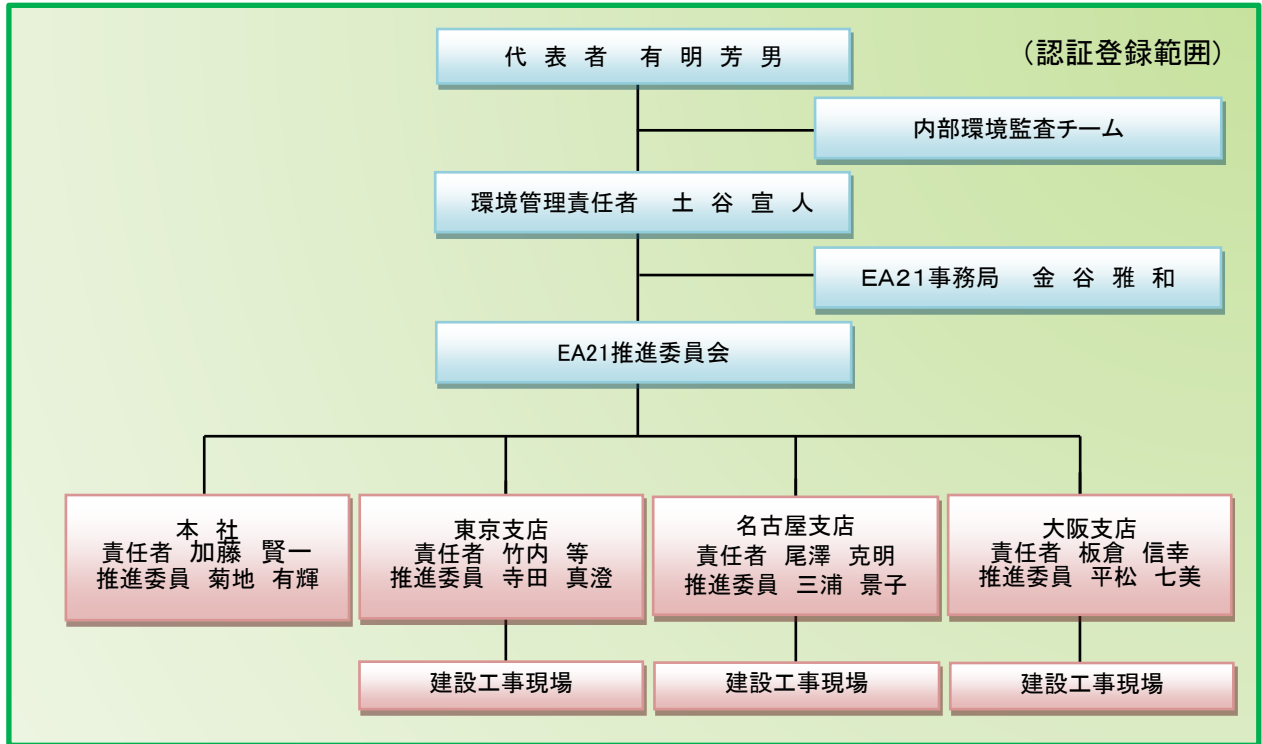 代 表 者 有 明 芳 男
(認証登録範囲)
内部環境監査チーム
環境管理責任者 土 谷 宣 人
EA21事務局 金 谷 雅 和
EA21推進委員会
本 社
責任者 加藤 賢一
推進委員 菊地 有輝
東京支店
責任者 竹内 等
推進委員 寺田 真澄
名古屋支店
責任者 尾澤 克明
推進委員 三浦 景子
大阪支店
責任者 板倉 信幸
推進委員 平松 七美
建設工事現場
建設工事現場
建設工事現場